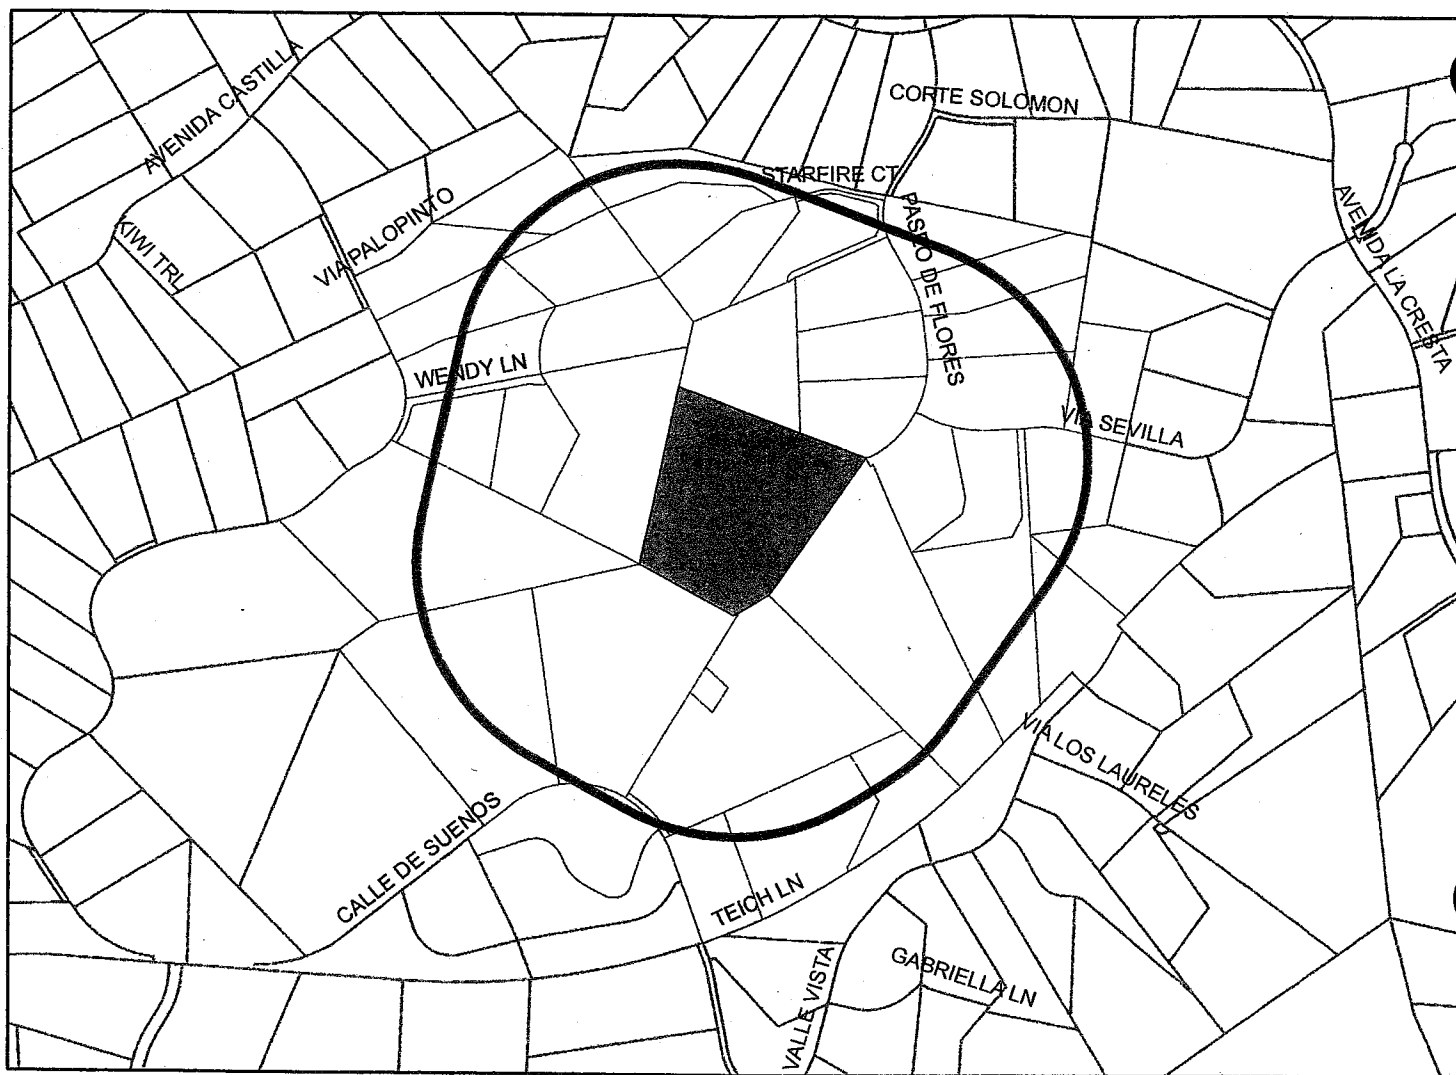 AVENIDA CASTILLA
CORTE SOLOMON
STARFIRE CT
KIWI TRL
VIA PALOPINTO
PASEO DE FLORES
AVENIDA LA CRESTA
WENDY LN
VIA SEVILLA
VIA LOS LAURELES
CALLE DE SUENOS
TEICH LN
VALLE VISTA
GABRIELLA LN